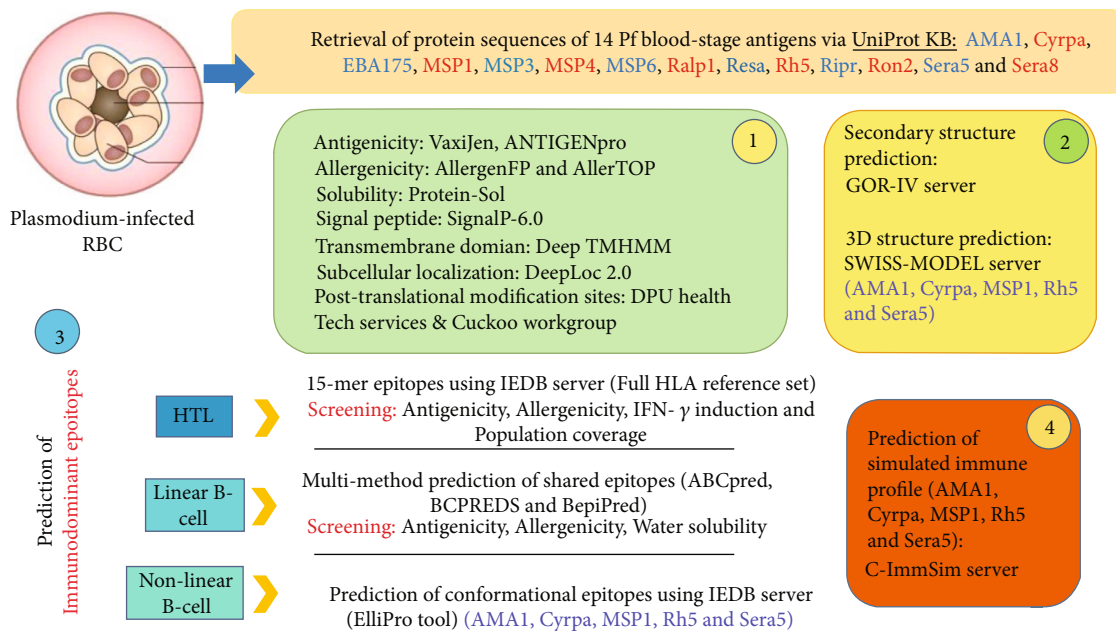 Retrieval of protein sequences of 14 Pf blood-stage antigens via UniProt KB: AMA1, Cyrpa,
EBA175, MSP1, MSP3, MSP4, MSP6, Ralp1, Resa, Rh5, Ripr, Ron2, Sera5 and Sera8
Plasmodium-infected
RBC
1
Antigenicity: VaxiJen, ANTIGENpro
Allergenicity: AllergenFP and AllerTOP
Solubility: Protein-Sol
Signal peptide: SignalP-6.0
Transmembrane domian: Deep TMHMM
Subcellular localization: DeepLoc 2.0
Post-translational modification sites: DPU health
Tech services & Cuckoo workgroup
2
Secondary structure
prediction:
GOR-IV server
3D structure prediction:
SWISS-MODEL server
(AMA1, Cyrpa, MSP1, Rh5
and Sera5)
3
Prediction of
Immunodominant epoitopes
HTL
15-mer epitopes using IEDB server (Full HLA reference set)
Screening: Antigenicity, Allergenicity, IFN- γ induction and
Population coverage
Linear B-
cell
Multi-method prediction of shared epitopes (ABCpred,
BCPREDS and BepiPred)
Screening: Antigenicity, Allergenicity, Water solubility
Non-linear
B-cell
Prediction of conformational epitopes using IEDB server
(ElliPro tool) (AMA1, Cyrpa, MSP1, Rh5 and Sera5)
4
Prediction of
simulated immune
profile (AMA1,
Cyrpa, MSP1, Rh5
and Sera5):
C-ImmSim server